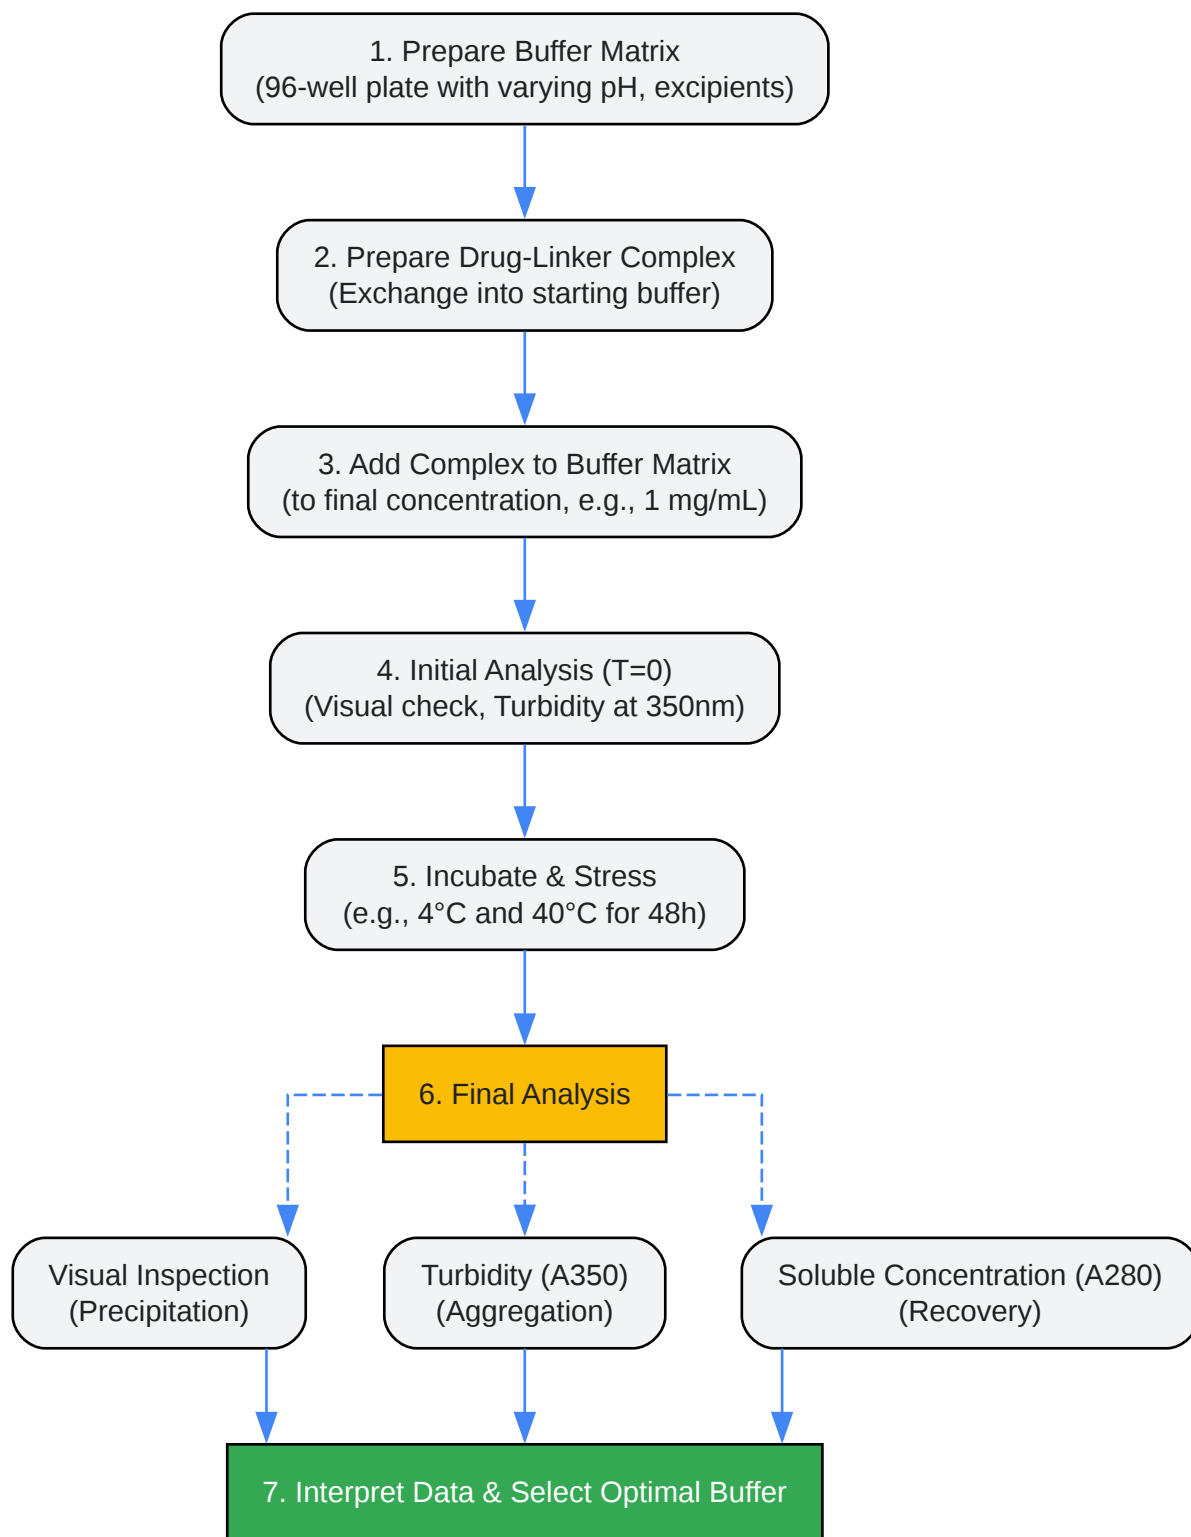 1. Prepare Buffer Matrix
(96-well plate with varying pH, excipients)
2. Prepare Drug-Linker Complex
(Exchange into starting buffer)
3. Add Complex to Buffer Matrix
(to final concentration, e.g., 1 mg/mL)
4. Initial Analysis (T=0)
(Visual check, Turbidity at 350nm)
5. Incubate & Stress
(e.g., 4°C and 40°C for 48h)
6. Final Analysis
Visual Inspection
(Precipitation)
Turbidity (A350)
(Aggregation)
Soluble Concentration (A280)
(Recovery)
7. Interpret Data & Select Optimal Buffer